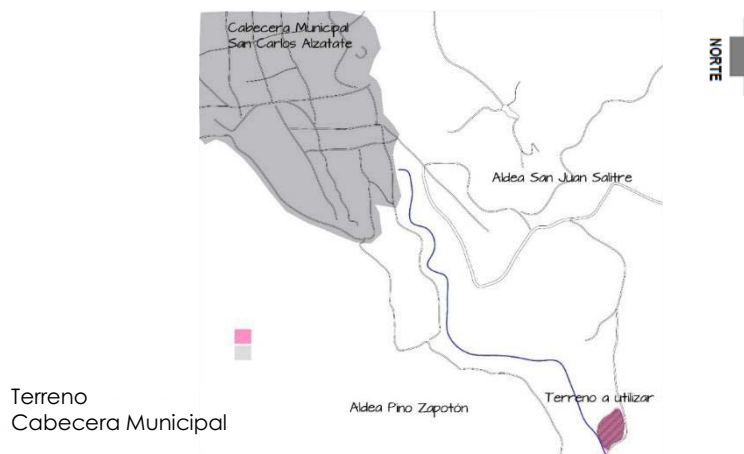 Cabecera Municipal
San Carlos Alzatate
NORTE
Aldea San Juan Salitre
Terreno a utilizar
Aldea Pino Zapotón
Terreno
Cabecera Municipal